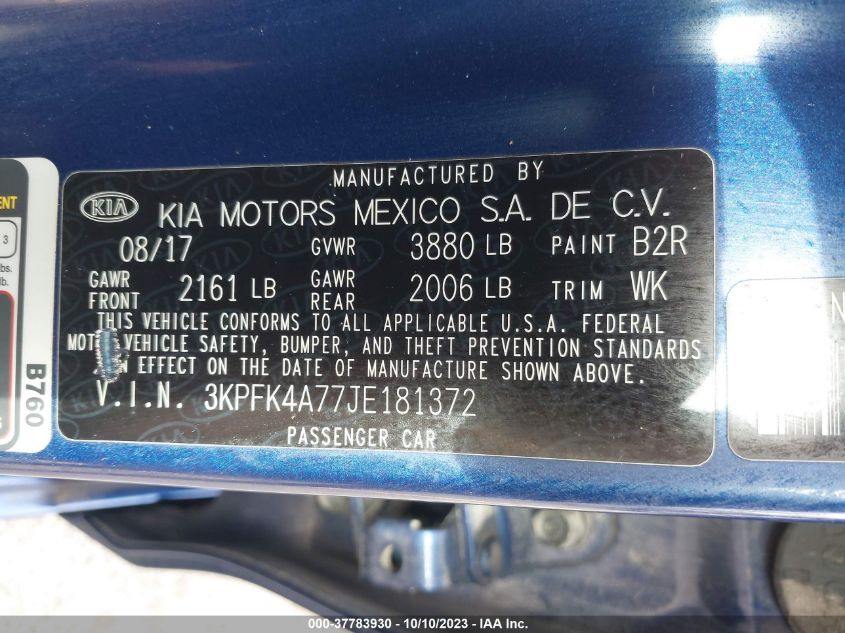 MANUFACTURED BY
KIA KIA MOTORS MEXICO S.A. DE C.V.
08/17 GVWR 3880 LB PAINT B2R
GAWR FRONT 2161 LB GAWR REAR 2006 LB TRIM WK
THIS VEHICLE CONFORMS TO ALL APPLICABLE U.S.A. FEDERAL
VEHICLE SAFETY, BUMPER, AND THEFT PREVENTION STANDARDS
IN EFFECT ON THE DATE OF MANUFACTURE SHOWN ABOVE.
V.I.N. 3KPFK4A77JE181372
PASSENGER CAR
3
lb.
B760
000-37783930 - 10/10/2023 - IAA Inc.